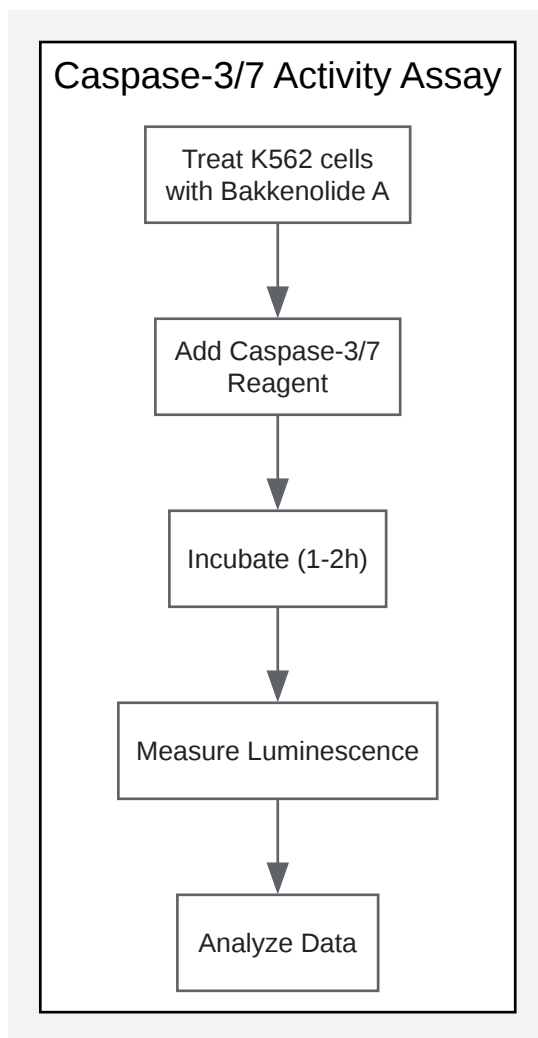 Caspase-3/7 Activity Assay
Treat K562 cells
with Bakkenolide A
Add Caspase-3/7
Reagent
Incubate (1-2h)
Measure Luminescence
Analyze Data